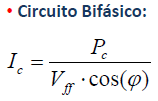 • Circuito Bifásico:
I_c = P_c / (V_ff · cos(φ))